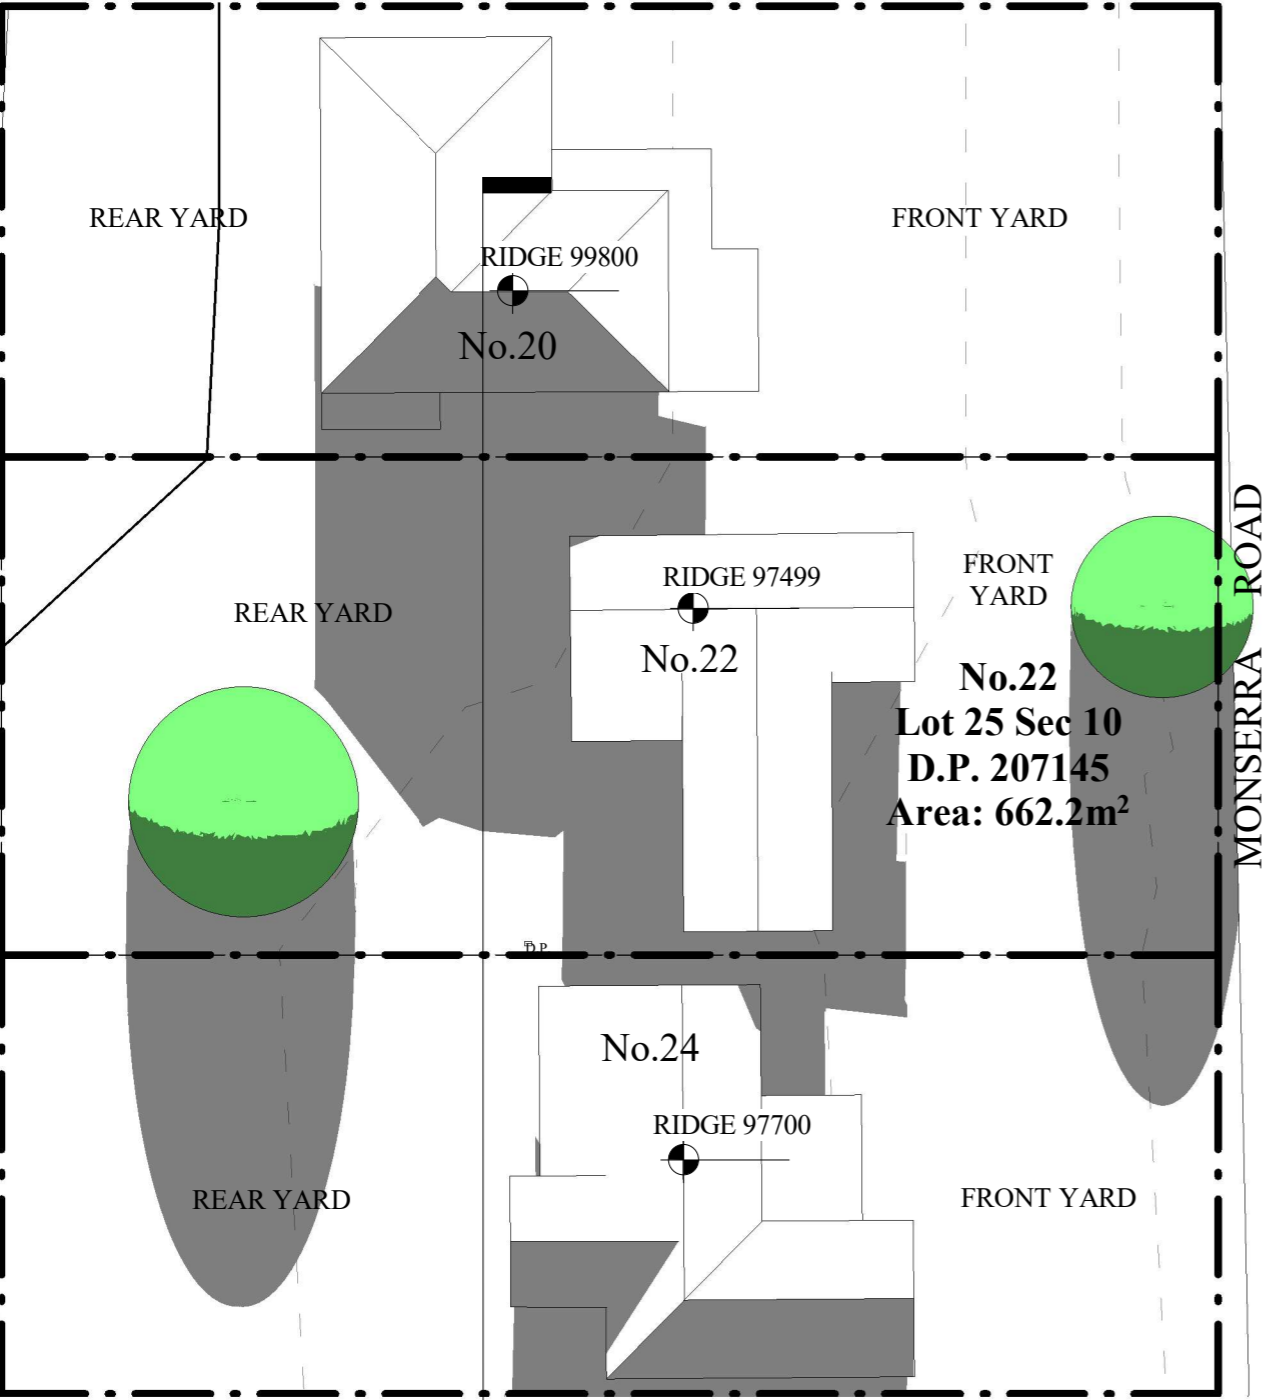 REAR YARD
FRONT YARD
RIDGE 99800
No.20
RIDGE 97499
FRONT
YARD
REAR YARD
No.22
No.22
Lot 25 Sec 10
D.P. 207145
Area: 662.2m²
MONSERRA ROAD
D.P
No.24
RIDGE 97700
REAR YARD
FRONT YARD